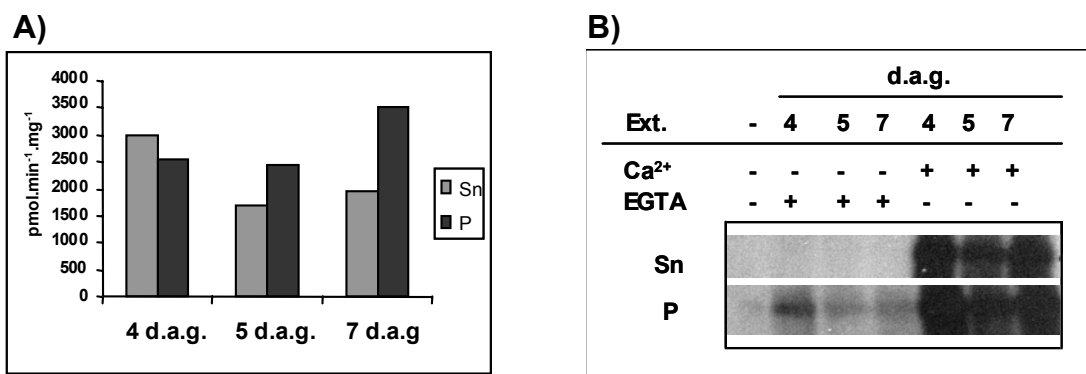 A)
4000
3500
3000
2500
2000
1500
1000
500
0
pmol.min⁻¹.mg⁻¹
4 d.a.g. 5 d.a.g. 7 d.a.g
Sn
P
B)
d.a.g.
Ext. - 4 5 7 4 5 7
Ca²⁺ - - - - + + +
EGTA - + + + - - -
Sn
P